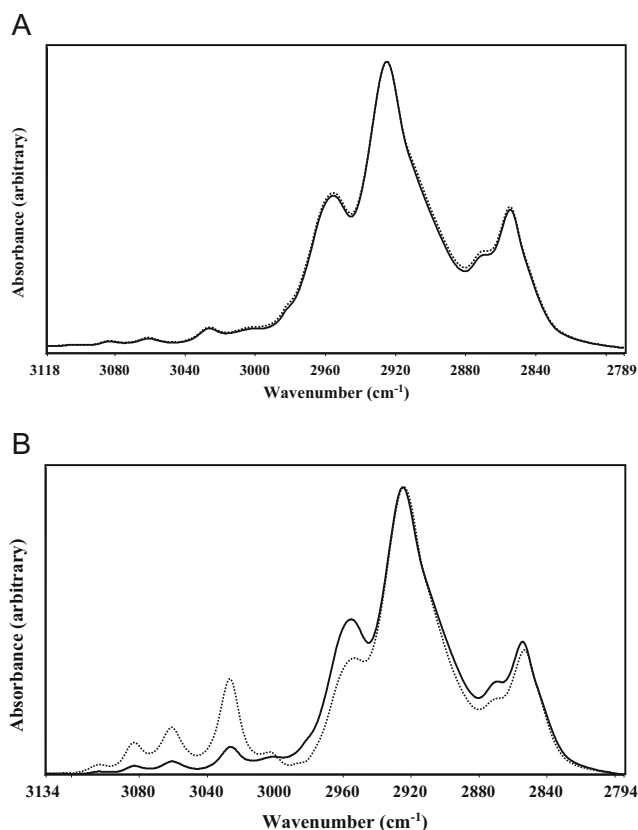 A
Absorbance (arbitrary)
3118 3080 3040 3000 2960 2920 2880 2840 2789
Wavenumber (cm-1)
B
Absorbance (arbitrary)
3134 3080 3040 3000 2960 2920 2880 2840 2794
Wavenumber (cm-1)